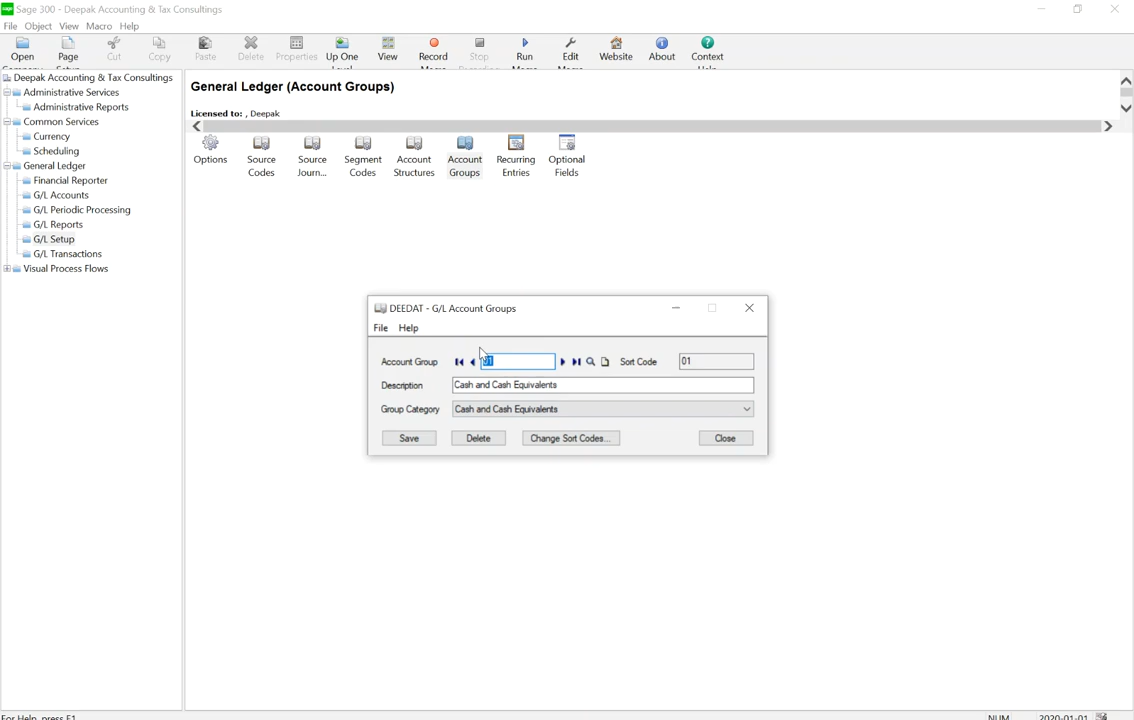 sage Sage 300 - Deepak Accounting & Tax Consultings
File Object View Macro Help
Open Page Cut Copy Paste Delete Properties Up One View Record Stop Run Edit Website About Context
Level Help
Deepak Accounting & Tax Consultings
Administrative Services
Administrative Reports
Common Services
Currency
Scheduling
General Ledger
Financial Reporter
G/L Accounts
G/L Periodic Processing
G/L Reports
G/L Setup
G/L Transactions
Visual Process Flows
General Ledger (Account Groups)
Licensed to: , Deepak
Options Source Source Segment Account Account Recurring Optional
Codes Journ... Codes Structures Groups Entries Fields
DEEDAT - G/L Account Groups
File Help
Account Group 01 Sort Code 01
Description Cash and Cash Equivalents
Group Category Cash and Cash Equivalents
Save Delete Change Sort Codes... Close
For Help, press F1 NUM 2020-01-01